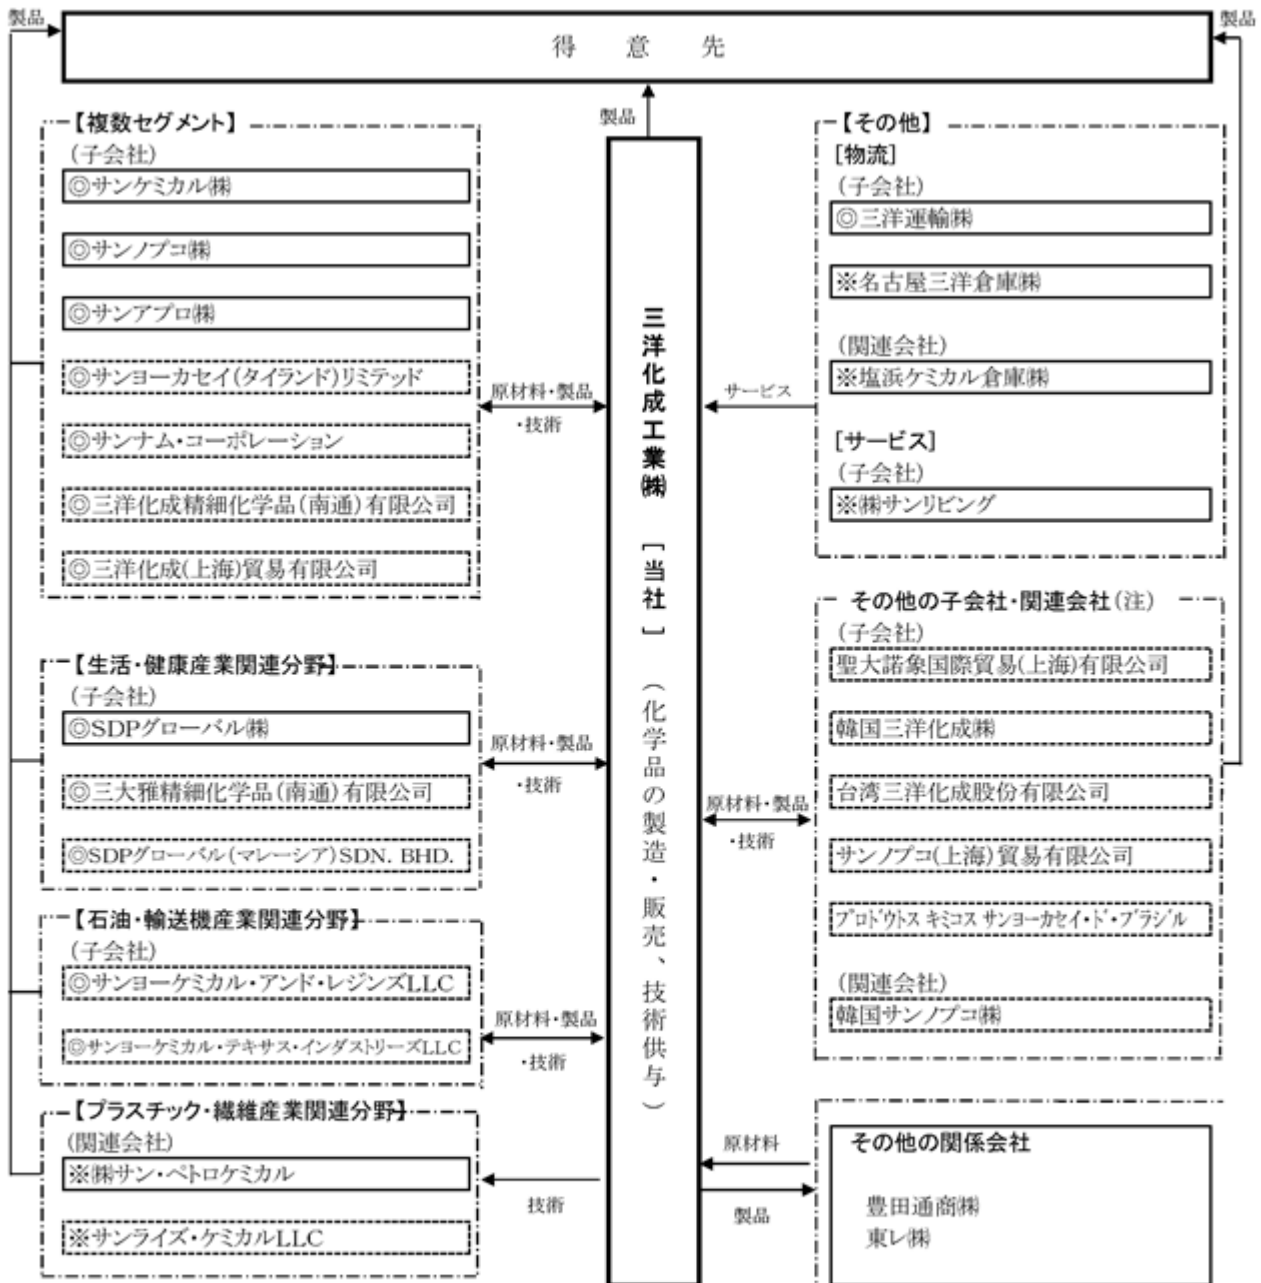 製品
製品
得意先
製品
【複数セグメント】
(子会社)
◎サンケミカル㈱
◎サンノプコ㈱
◎サンアプロ㈱
◎サンヨーカセイ(タイランド)リミテッド
◎サンナム・コーポレーション
◎三洋化成精細化学品(南通)有限公司
◎三洋化成(上海)貿易有限公司
原材料・製品
・技術
【生活・健康産業関連分野】
(子会社)
◎SDPグローバル㈱
◎三大雅精細化学品(南通)有限公司
◎SDPグローバル(マレーシア)SDN. BHD.
原材料・製品
・技術
【石油・輸送機産業関連分野】
(子会社)
◎サンヨーケミカル・アンド・レジンズLLC
◎サンヨーケミカル・テキサス・インダストリーズLLC
原材料・製品
・技術
【プラスチック・繊維産業関連分野】
(関連会社)
※㈱サン・ペトロケミカル
※サンライズ・ケミカルLLC
技術
三洋化成工業㈱ [当社] (化学品の製造・販売、技術供与)
【その他】
[物流]
(子会社)
◎三洋運輸㈱
※名古屋三洋倉庫㈱
(関連会社)
※塩浜ケミカル倉庫㈱
[サービス]
(子会社)
※㈱サンリビング
サービス
その他の子会社・関連会社(注)
(子会社)
聖大諾象国際貿易(上海)有限公司
韓国三洋化成㈱
台湾三洋化成股份有限公司
サンノプコ(上海)貿易有限公司
プロドウトス キミコス サンヨーカセイ・ド・ブラジル
(関連会社)
韓国サンノプコ㈱
原材料・製品
・技術
その他の関係会社
豊田通商㈱
東レ㈱
原材料
製品